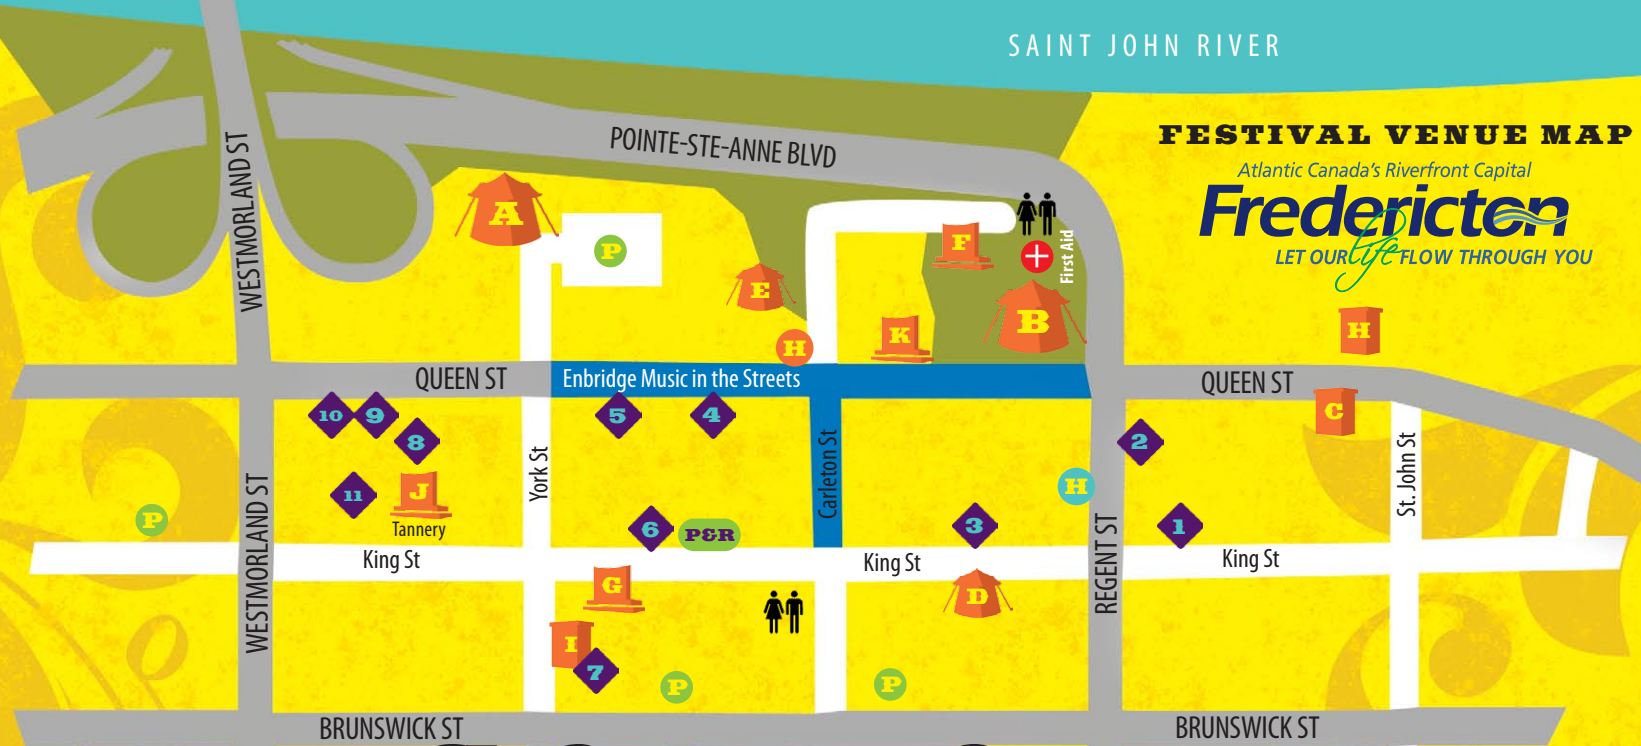 SAINT JOHN RIVER
FESTIVAL VENUE MAP
Atlantic Canada's Riverfront Capital
Fredericton
LET OUR life FLOW THROUGH YOU
POINTE-STE-ANNE BLVD
WESTMORLAND ST
A
P
E
F
First Aid
B
K
H
H
QUEEN ST
Enbridge Music in the Streets
QUEEN ST
C
10
9
8
5
4
2
11
J
Tannery
York St
Carleton St
H
St. John St
P
6
P&R
3
1
King St
King St
King St
WESTMORLAND ST
REGENT ST
G
D
I
7
P
P
BRUNSWICK ST
BRUNSWICK ST